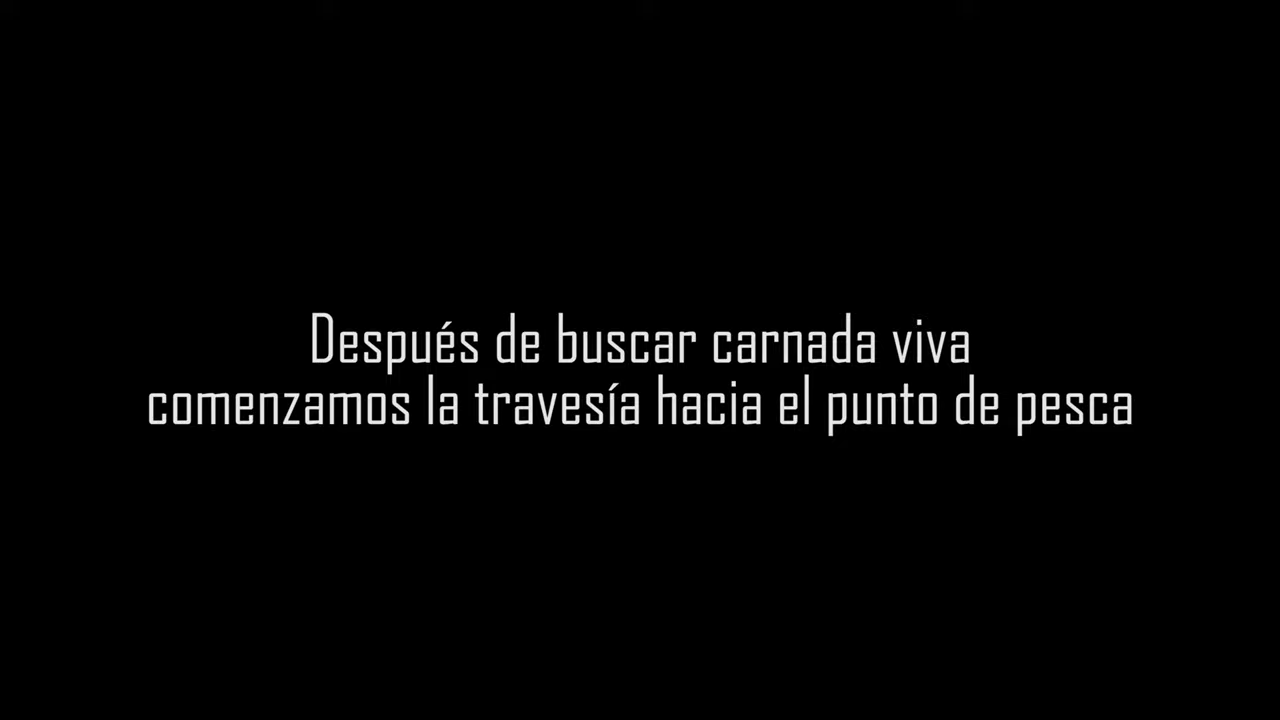 Después de buscar carnada viva
comenzamos la travesía hacia el punto de pesca